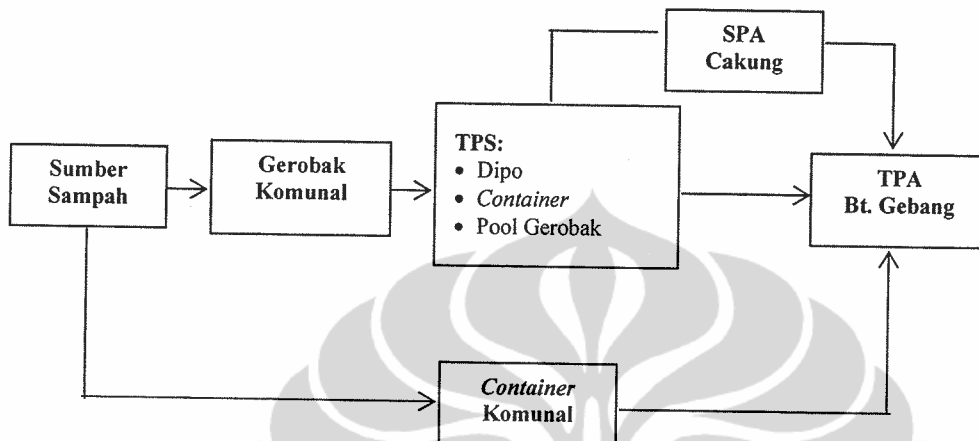 SPA
Cakung
Sumber
Sampah
Gerobak
Komunal
TPS:
• Dipo
• Container
• Pool Gerobak
TPA
Bt. Gebang
Container
Komunal